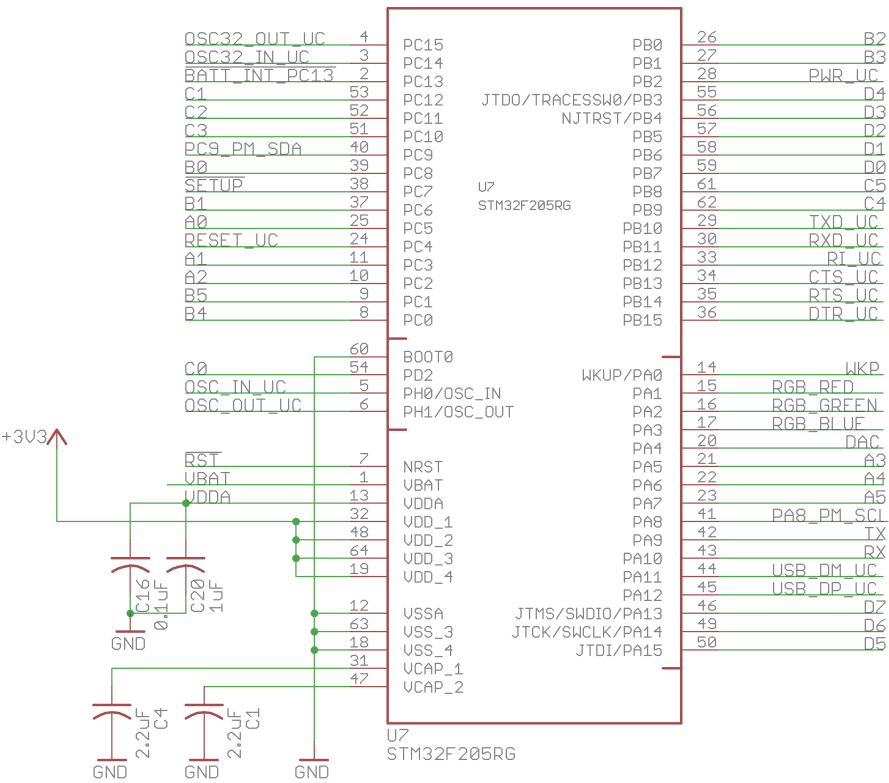 OSC32_OUT_UC 4 PC15 PB0 26 B2
OSC32_IN_UC 3 PC14 PB1 27 B3
BATT_INT_PC13 2 PC13 PB2 28 PWR_UC
C1 53 PC12 JTDO/TRACESSW0/PB3 55 D4
C2 52 PC11 NJTRST/PB4 56 D3
C3 51 PC10 PB5 57 D2
PC9_PM_SDA 40 PC9 PB6 58 D1
B0 39 PC8 PB7 59 D0
SETUP 38 PC7 U7 PB8 61 C5
B1 37 PC6 STM32F205RG PB9 62 C4
A0 25 PC5 PB10 29 TXD_UC
RESET_UC 24 PC4 PB11 30 RXD_UC
A1 11 PC3 PB12 33 RI_UC
A2 10 PC2 PB13 34 CTS_UC
B5 9 PC1 PB14 35 RTS_UC
B4 8 PC0 PB15 36 DTR_UC
60 BOOT0
C0 54 PD2 WKUP/PA0 14 WKP
OSC_IN_UC 5 PH0/OSC_IN PA1 15 RGB_RED
OSC_OUT_UC 6 PH1/OSC_OUT PA2 16 RGB_GREEN
PA3 17 RGB_BLUE
+3V3 PA4 20 DAC
RST 7 NRST PA5 21 A3
VBAT 1 VBAT PA6 22 A4
VDDA 13 VDDA PA7 23 A5
32 VDD_1 PA8 41 PA8_PM_SCL
48 VDD_2 PA9 42 TX
64 VDD_3 PA10 43 RX
19 VDD_4 PA11 44 USB_DM_UC
PA12 45 USB_DP_UC
C16 0.1uF C20 1uF
12 VSSA JTMS/SWDIO/PA13 46 D7
63 VSS_3 JTCK/SWCLK/PA14 49 D6
GND 18 VSS_4 JTDI/PA15 50 D5
31 VCAP_1
47 VCAP_2
2.2uF C4 2.2uF C1
U7
STM32F205RG
GND GND GND